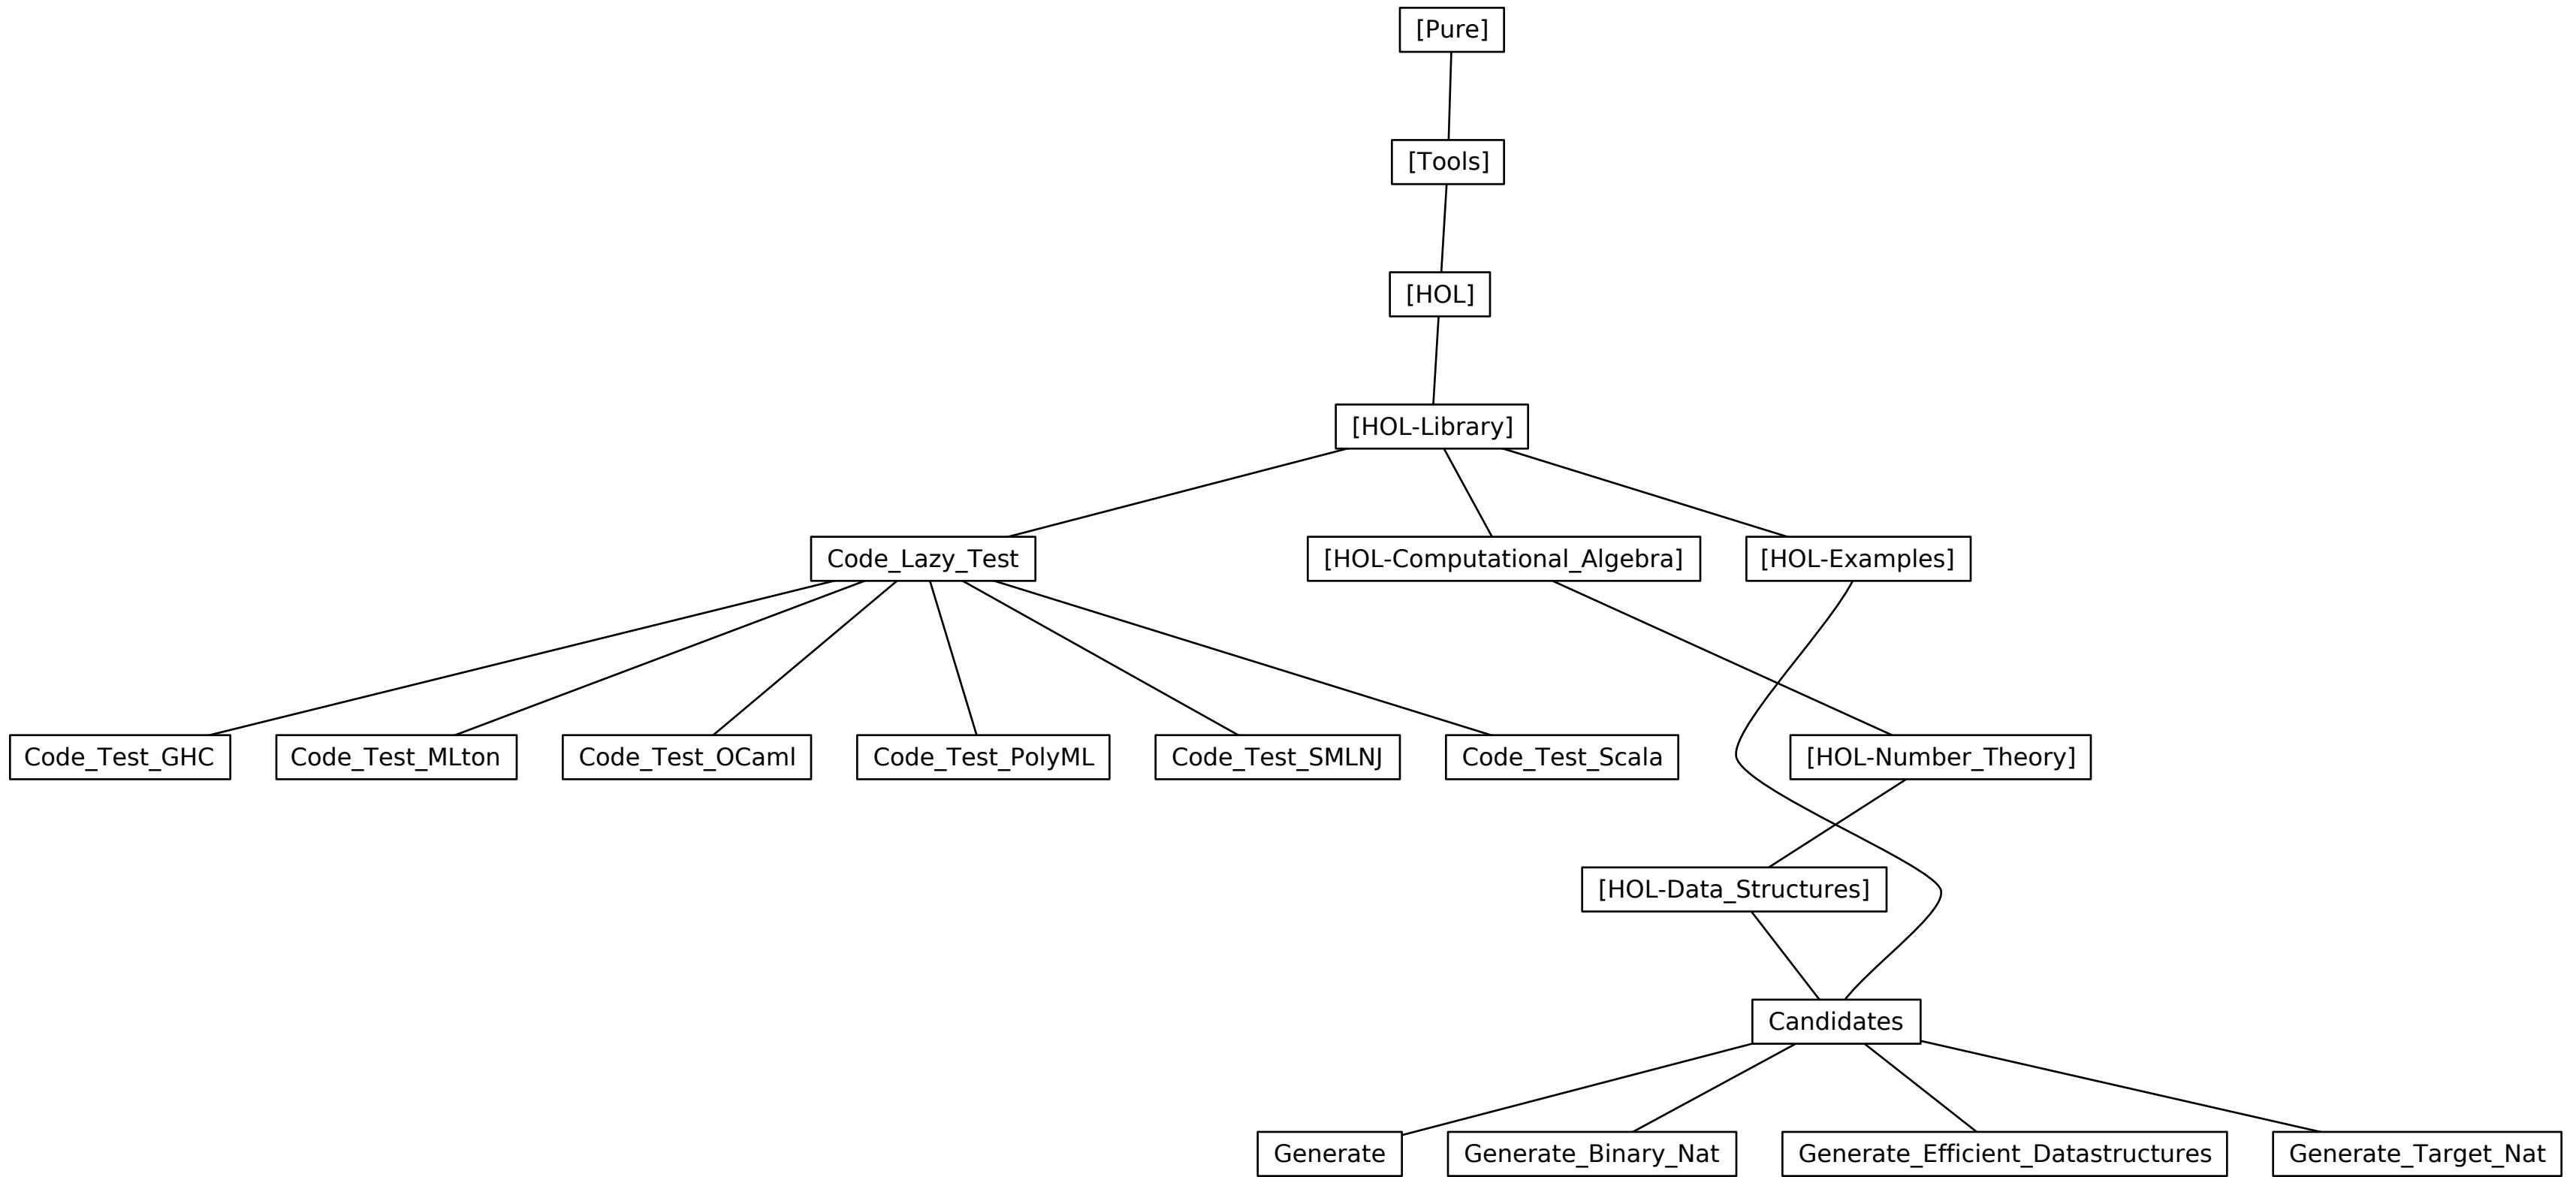 [Pure]
[Tools]
[HOL]
[HOL-Library]
Code_Lazy_Test
[HOL-Computational_Algebra]
[HOL-Examples]
Code_Test_GHC
Code_Test_MLton
Code_Test_OCaml
Code_Test_PolyML
Code_Test_SMLNJ
Code_Test_Scala
[HOL-Number_Theory]
[HOL-Data_Structures]
Candidates
Generate
Generate_Binary_Nat
Generate_Efficient_Datastructures
Generate_Target_Nat